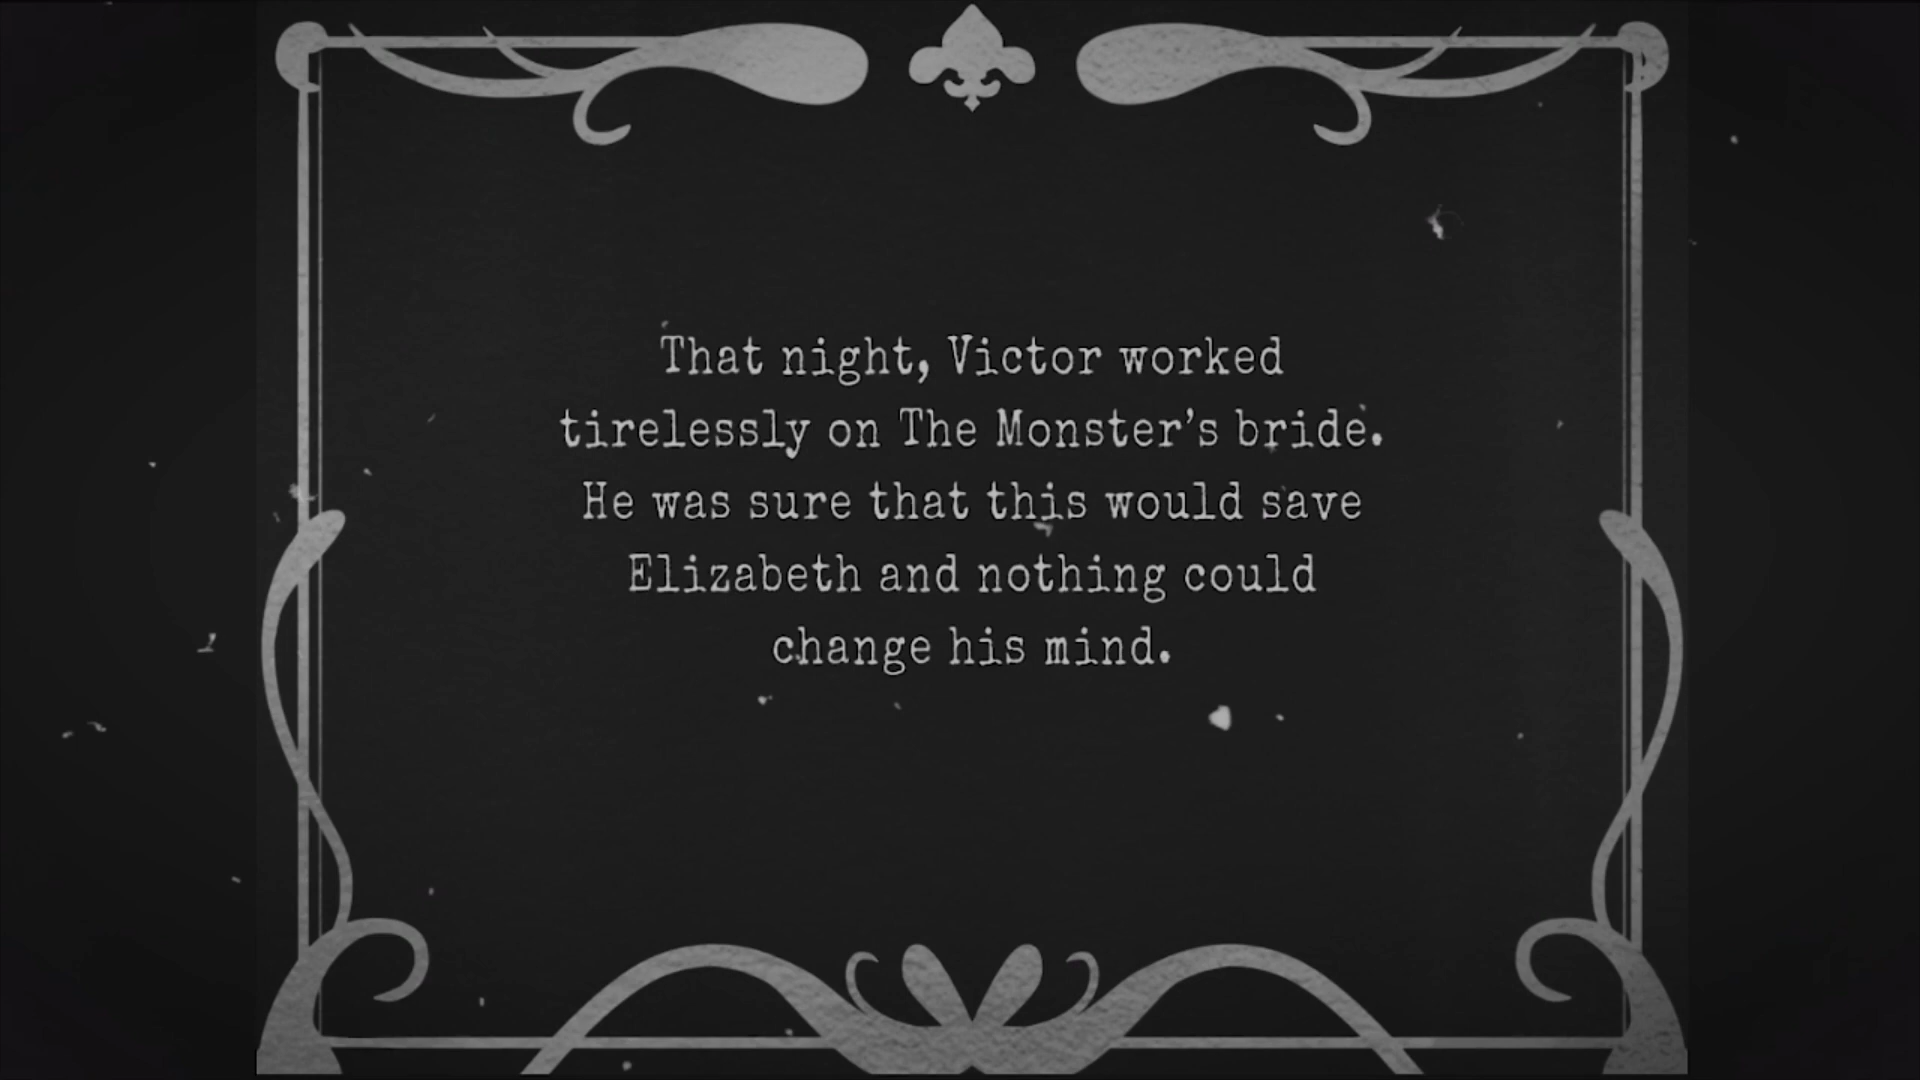 That night, Victor worked
tirelessly on The Monster’s bride.
He was sure that this would save
Elizabeth and nothing could
change his mind.